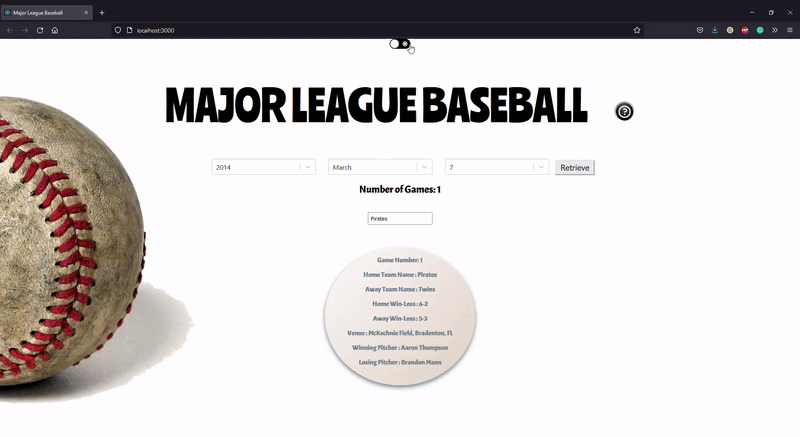 Major League Baseball
localhost:3000
MAJOR LEAGUE BASEBALL
2014
March
7
Retrieve
Number of Games: 1
Pirates
Game Number: 1
Home Team Name : Pirates
Away Team Name : Twins
Home Win-Loss : 6-2
Away Win-Loss : 5-3
Venue : McKechnie Field, Bradenton, FL
Winning Pitcher : Aaron Thompson
Losing Pitcher : Brandon Mann